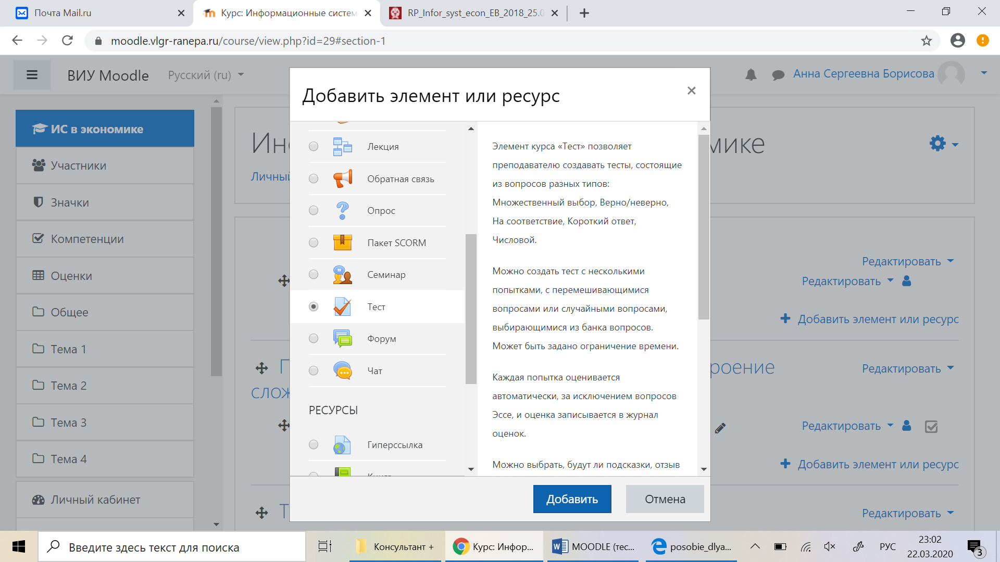 Почта Mail.ru
Курс: Информационные систем
RP_Infor_syst_econ_EB_2018_25.0
moodle.vlgr-ranepa.ru/course/view.php?id=29#section-1
ВИУ Moodle
Русский (ru)
Анна Сергеевна Борисова
Добавить элемент или ресурс
ИС в экономике
Участники
Значки
Компетенции
Оценки
Общее
Тема 1
Тема 2
Тема 3
Тема 4
Личный кабинет
Лекция
Обратная связь
Опрос
Пакет SCORM
Семинар
Тест
Форум
Чат
РЕСУРСЫ
Гиперссылка
Элемент курса «Тест» позволяет
преподавателю создавать тесты, состоящие
из вопросов разных типов:
Множественный выбор, Верно/неверно,
На соответствие, Короткий ответ,
Числовой.
Можно создать тест с несколькими
попытками, с перемешивающимися
вопросами или случайными вопросами,
выбирающимися из банка вопросов.
Может быть задано ограничение времени.
Каждая попытка оценивается
автоматически, за исключением вопросов
Эссе, и оценка записывается в журнал
оценок.
Можно выбрать, будут ли подсказки, отзыв
Добавить
Отмена
Ин
мике
Личный
Редактировать
Редактировать
Добавить элемент или ресурс
П
роение
слож
Редактировать
Редактировать
Добавить элемент или ресурс
Т
Редактировать
Введите здесь текст для поиска
Консультант +
Курс: Инфор...
MOODLE (тес...
posobie_dlya...
РУС
23:02
22.03.2020
3